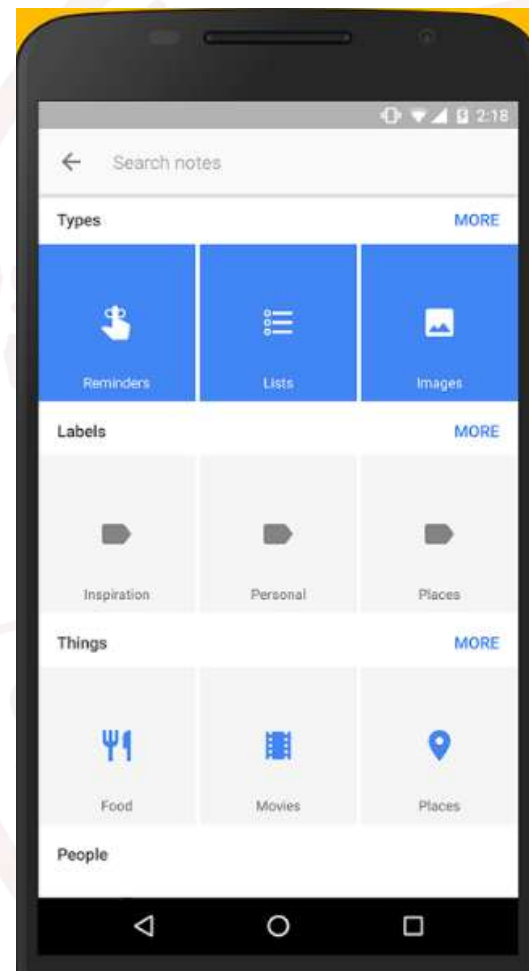 2:18
Search notes
Types MORE
Reminders Lists Images
Labels MORE
Inspiration Personal Places
Things MORE
Food Movies Places
People